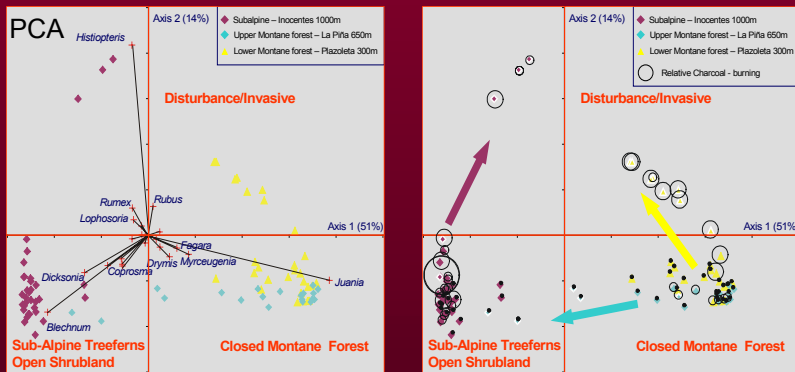 PCA
Axis 2 (14%)
Histiopteris
Subalpine – Inocentes 1000m
Upper Montane forest – La Piña 650m
Lower Montane forest – Plazoleta 300m
Disturbance/Invasive
Rumex
Rubus
Lophosoria
Axis 1 (51%)
Fagara
Drymis
Myrceugenia
Dicksonia
Coprosma
Juania
Blechnum
Sub-Alpine Treeferns
Open Shrubland
Closed Montane Forest
Axis 2 (14%)
Subalpine – Inocentes 1000m
Upper Montane forest – La Piña 650m
Lower Montane forest – Plazoleta 300m
Relative Charcoal - burning
Disturbance/Invasive
Axis 1 (51%)
Sub-Alpine Treeferns
Open Shrubland
Closed Montane Forest